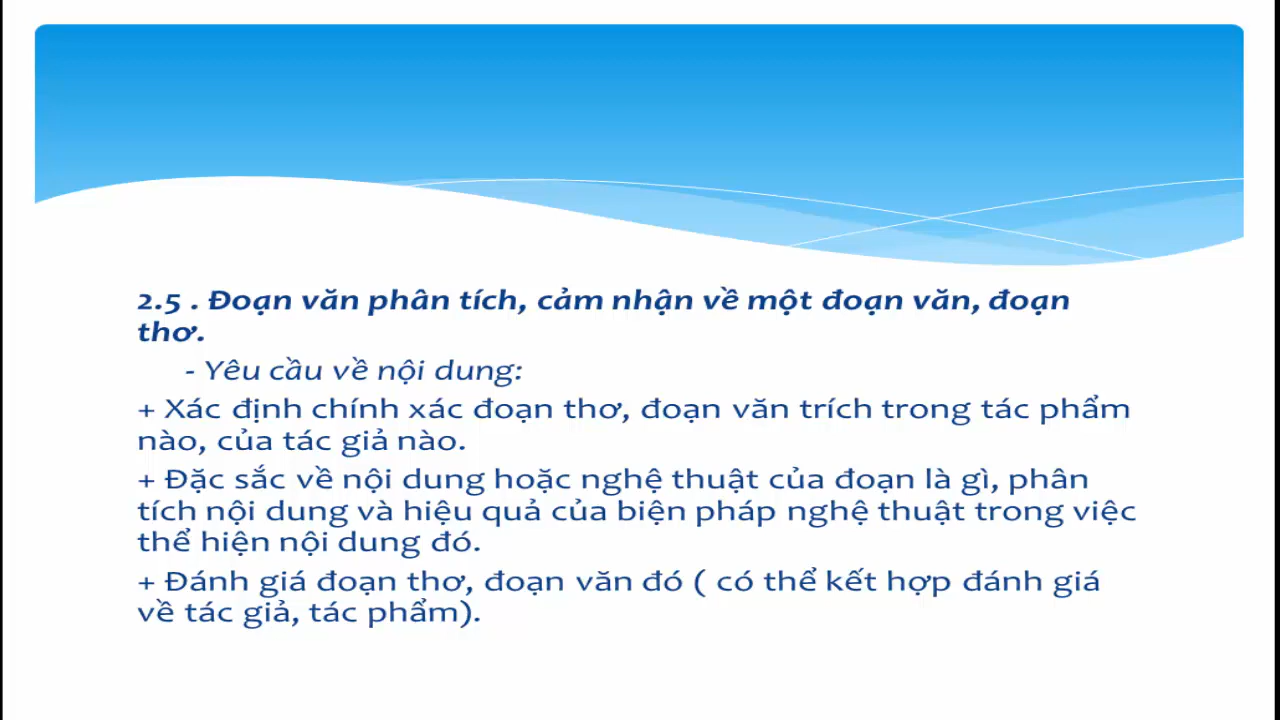 2.5 . Đoạn văn phân tích, cảm nhận về một đoạn văn, đoạn
thơ.
- Yêu cầu về nội dung:
+ Xác định chính xác đoạn thơ, đoạn văn trích trong tác phẩm
nào, của tác giả nào.
+ Đặc sắc về nội dung hoặc nghệ thuật của đoạn là gì, phân
tích nội dung và hiệu quả của biện pháp nghệ thuật trong việc
thể hiện nội dung đó.
+ Đánh giá đoạn thơ, đoạn văn đó ( có thể kết hợp đánh giá
về tác giả, tác phẩm).